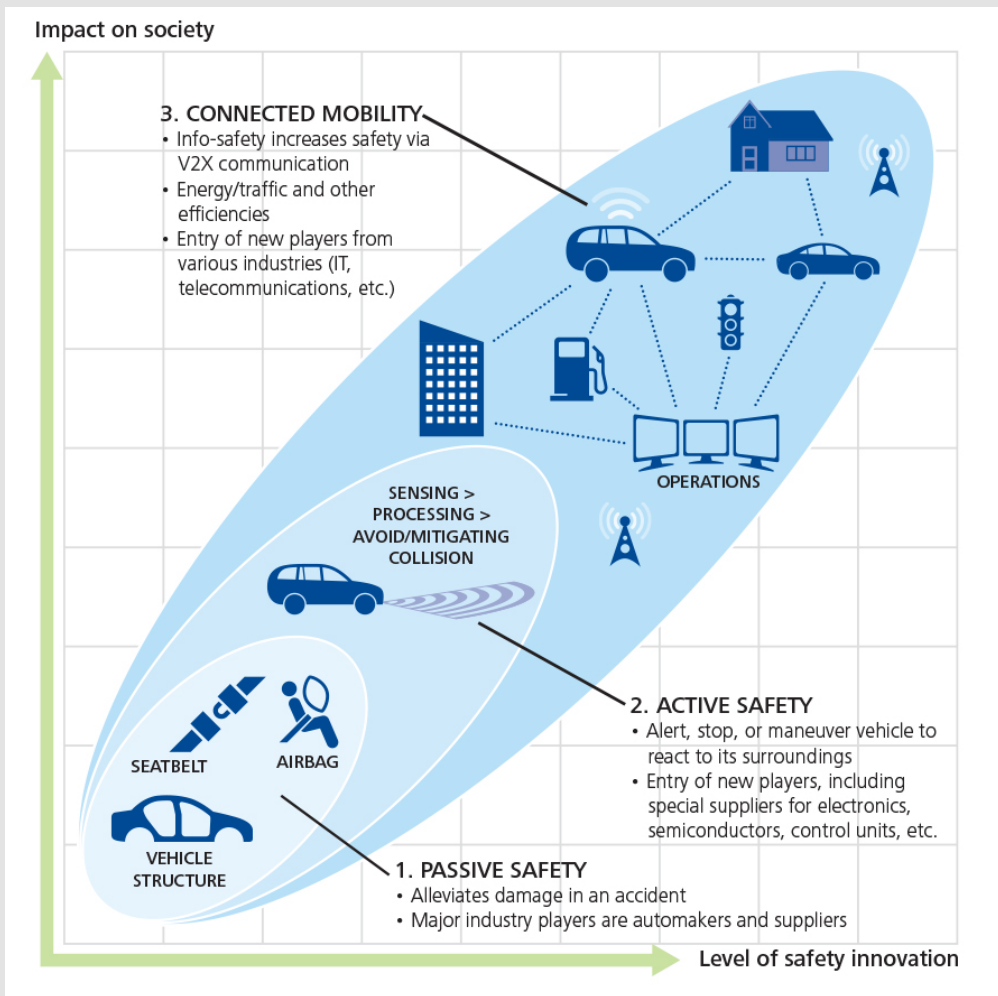 Impact on society
3. CONNECTED MOBILITY
• Info-safety increases safety via
V2X communication
• Energy/traffic and other
efficiencies
• Entry of new players from
various industries (IT,
telecommunications, etc.)
OPERATIONS
SENSING >
PROCESSING >
AVOID/MITIGATING
COLLISION
2. ACTIVE SAFETY
• Alert, stop, or maneuver vehicle to
react to its surroundings
• Entry of new players, including
special suppliers for electronics,
semiconductors, control units, etc.
SEATBELT
AIRBAG
VEHICLE
STRUCTURE
1. PASSIVE SAFETY
• Alleviates damage in an accident
• Major industry players are automakers and suppliers
Level of safety innovation